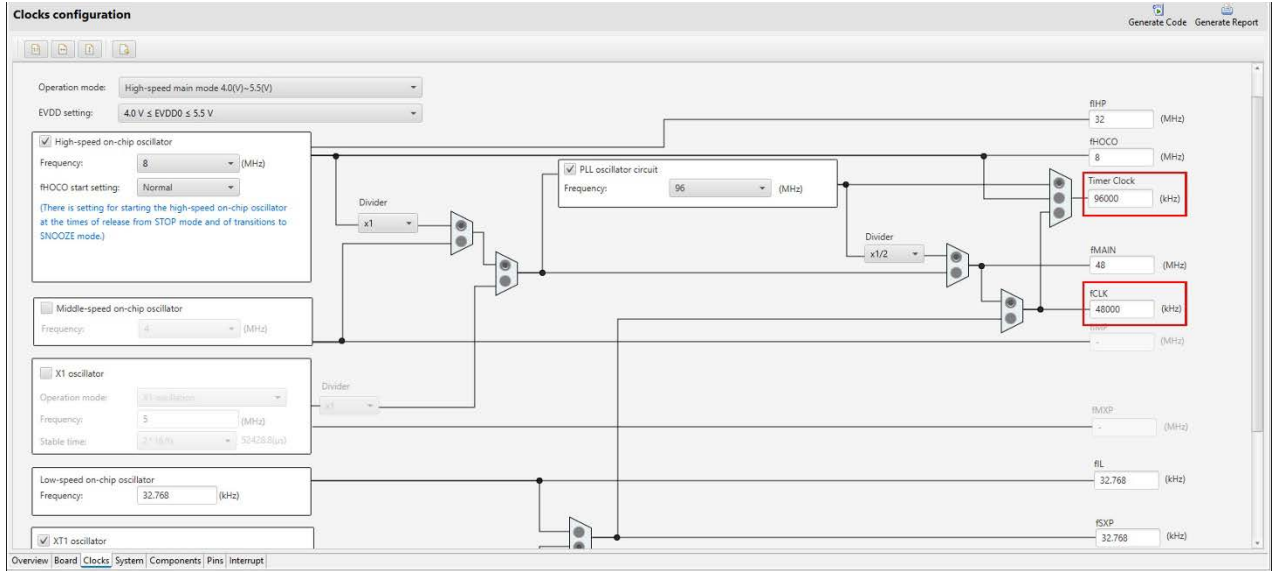 Clocks configuration
Generate Code Generate Report
Operation mode: High-speed main mode 4.0(V)~5.5(V)
EVDD setting: 4.0 V ≤ EVDD0 ≤ 5.5 V
fIHP
32 (MHz)
High-speed on-chip oscillator
Frequency: 8 (MHz)
fHOCO start setting: Normal
(There is setting for starting the high-speed on-chip oscillator
at the times of release from STOP mode and of transitions to
SNOOZE mode.)
fHOCO
8 (MHz)
PLL oscillator circuit
Frequency: 96 (MHz)
Timer Clock
96000 (kHz)
Divider
x1
Divider
x1/2
fMAIN
48 (MHz)
fCLK
48000 (kHz)
Middle-speed on-chip oscillator
Frequency: 4 (MHz)
fIMP
- (MHz)
X1 oscillator
Operation mode: X1 oscillation
Frequency: 5 (MHz)
Stable time: 52428.8(μs)
Divider
x1
fMXP
- (MHz)
Low-speed on-chip oscillator
Frequency: 32.768 (kHz)
fIL
32.768 (kHz)
XT1 oscillator
fSXP
32.768 (kHz)
Overview Board Clocks System Components Pins Interrupt